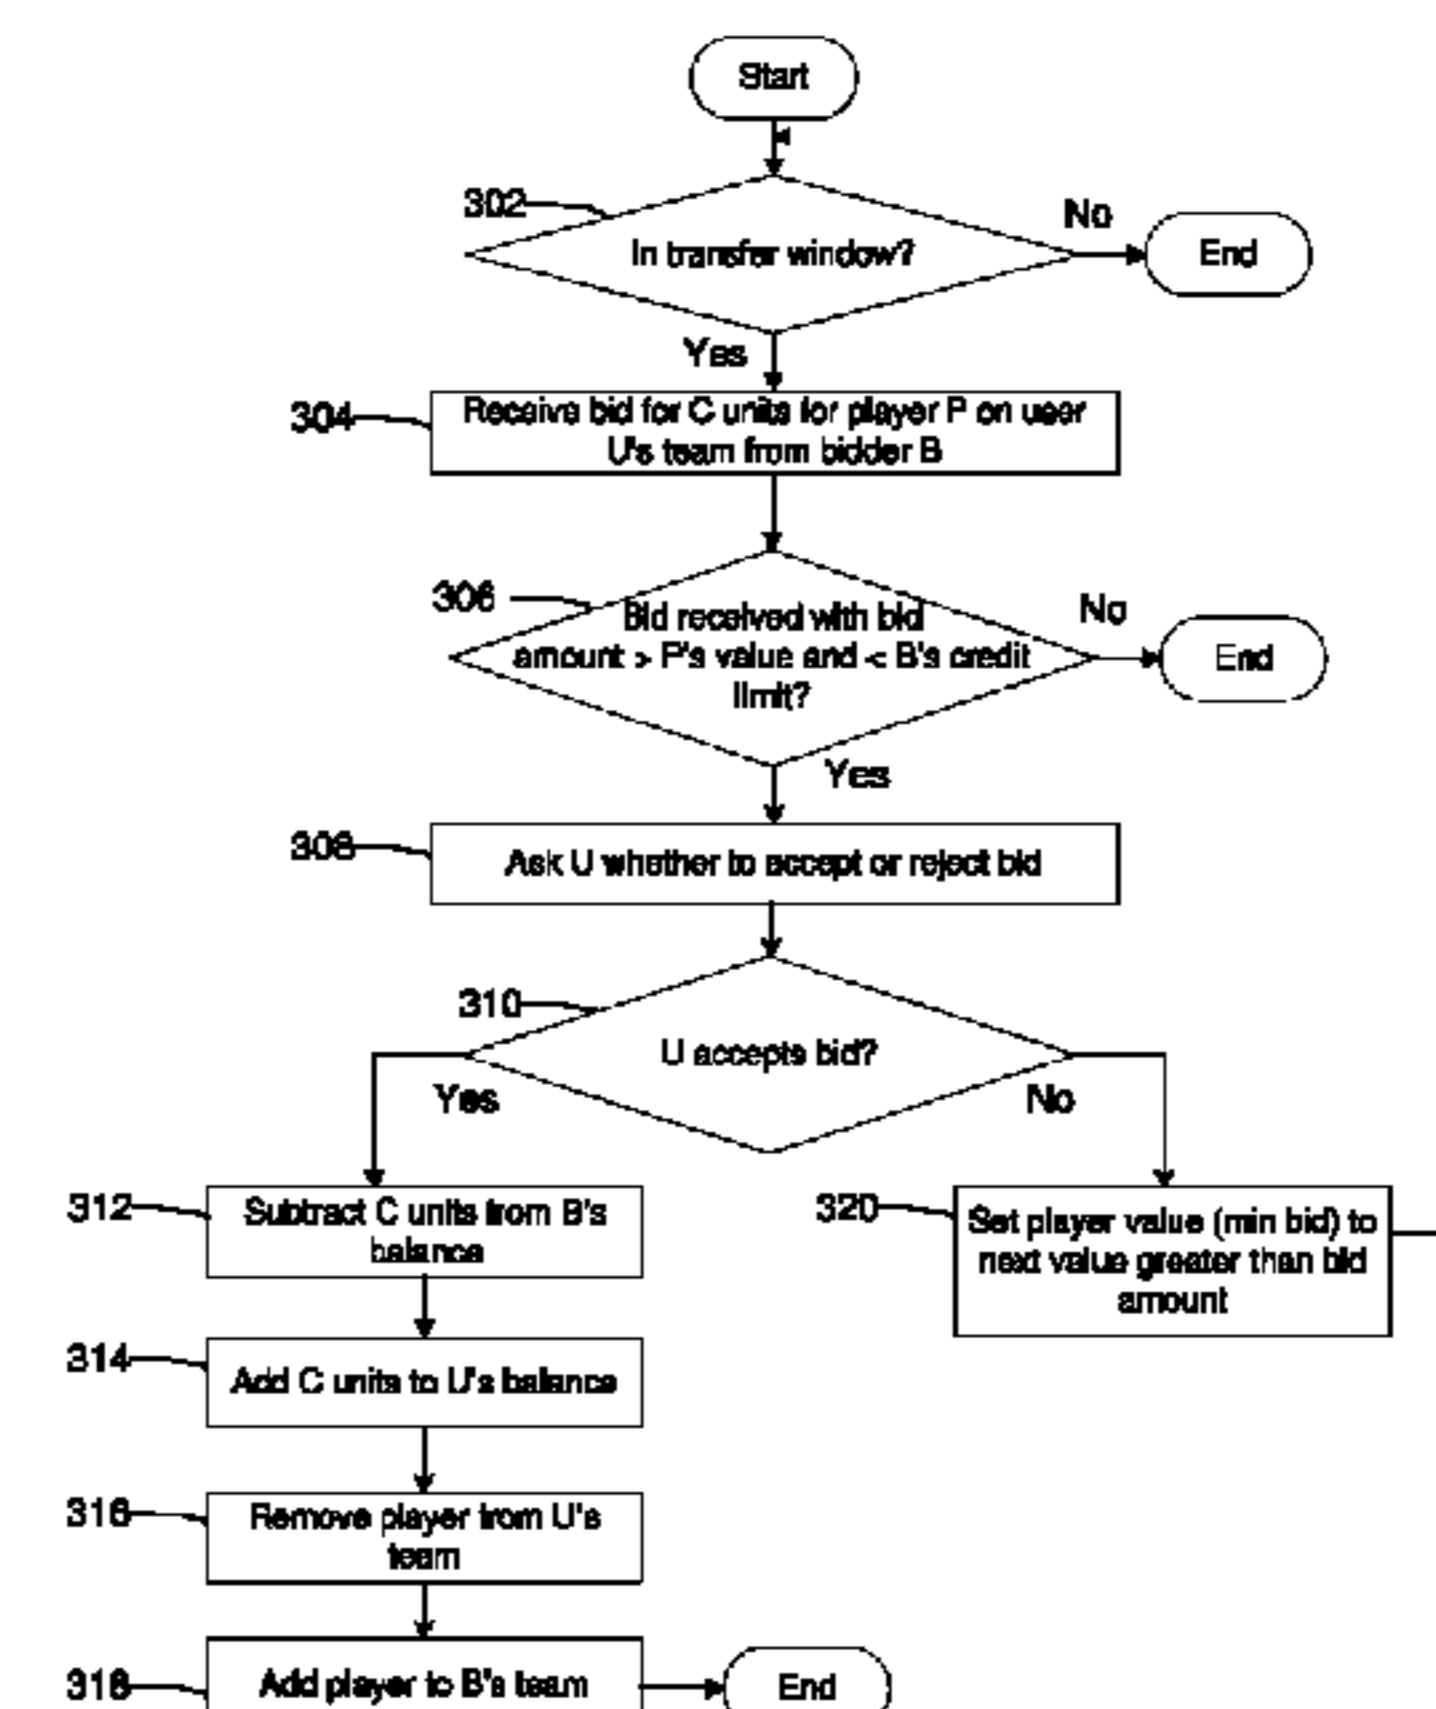 Start
302
In transfer window?
No
End
Yes
304
Receive bid for C units for player P on user
U's team from bidder B
306
Bid received with bid
amount > P's value and < B's credit
limit?
No
End
Yes
308
Ask U whether to accept or reject bid
310
U accepts bid?
Yes
No
312
Subtract C units from B's
balance
320
Set player value (min bid) to
next value greater than bid
amount
314
Add C units to U's balance
316
Remove player from U's
team
318
Add player to B's team
End